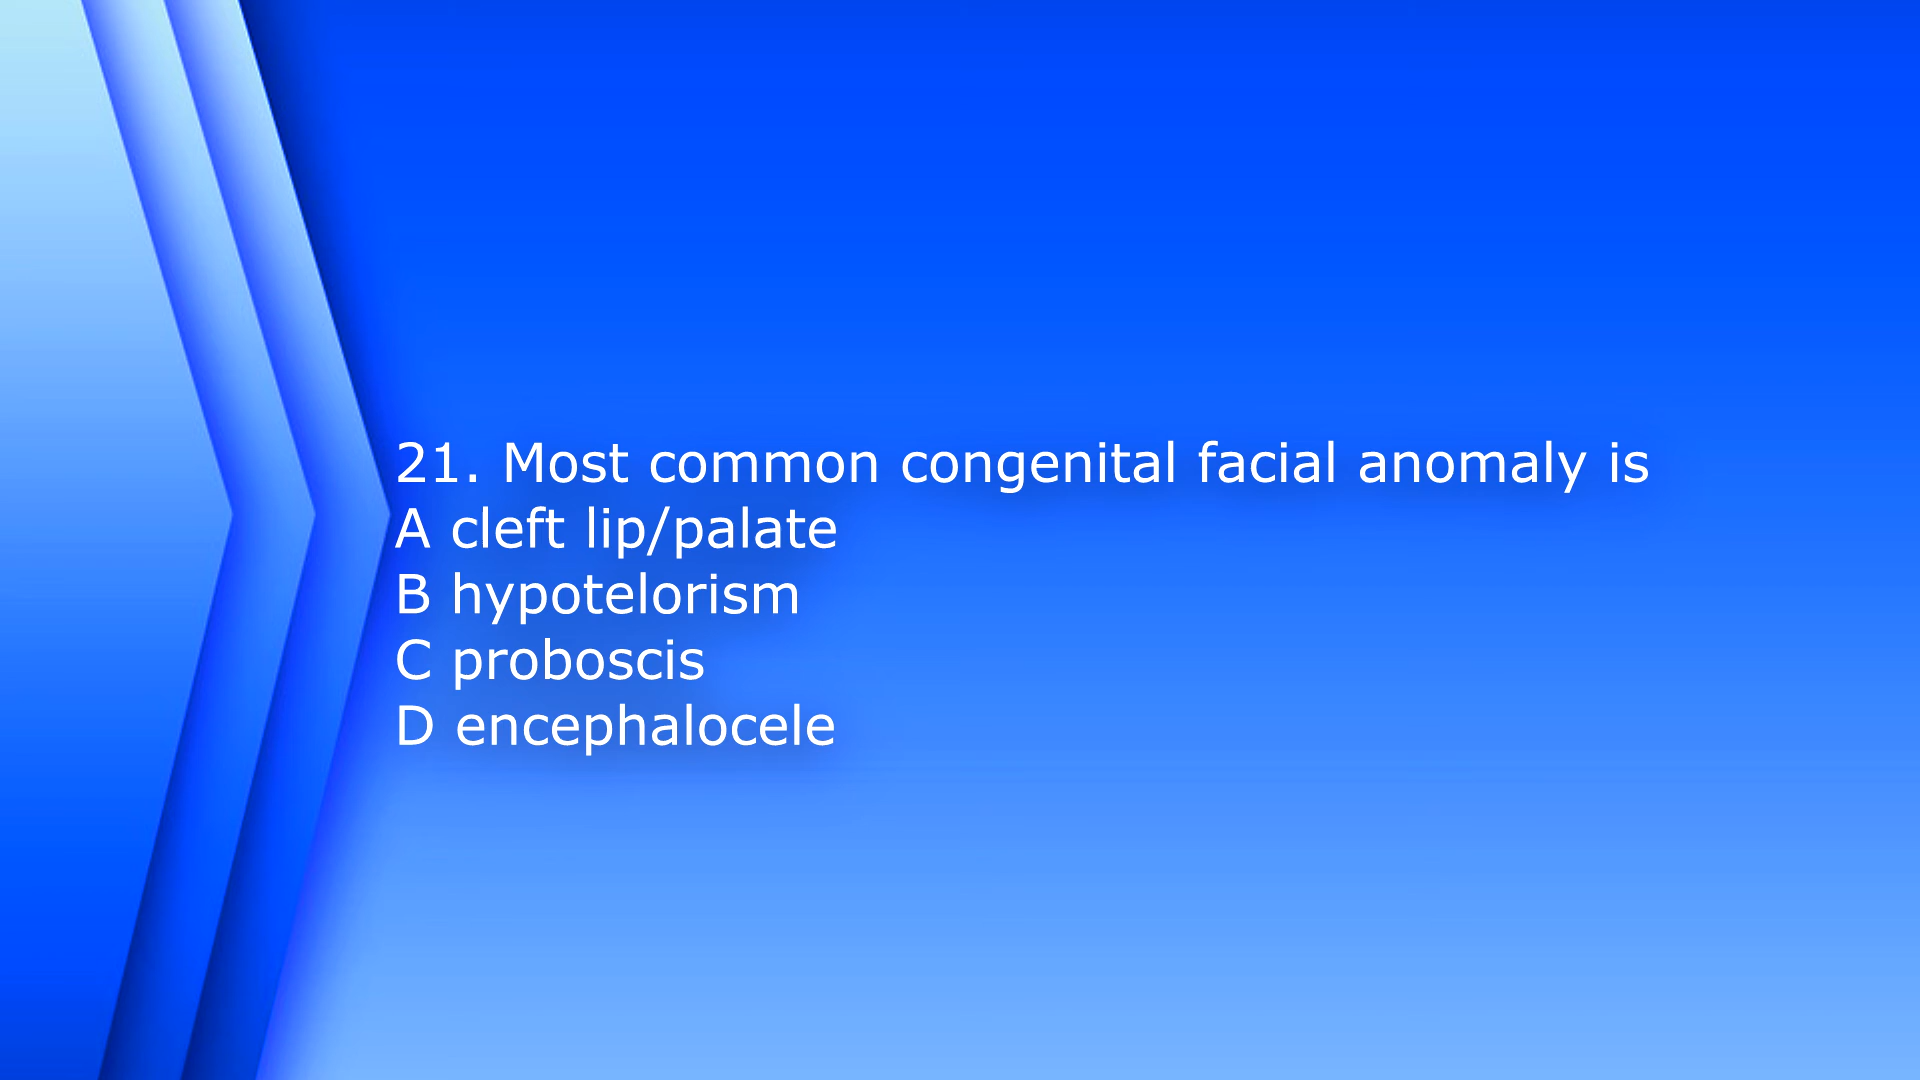 21. Most common congenital facial anomaly is
A cleft lip/palate
B hypotelorism
C proboscis
D encephalocele